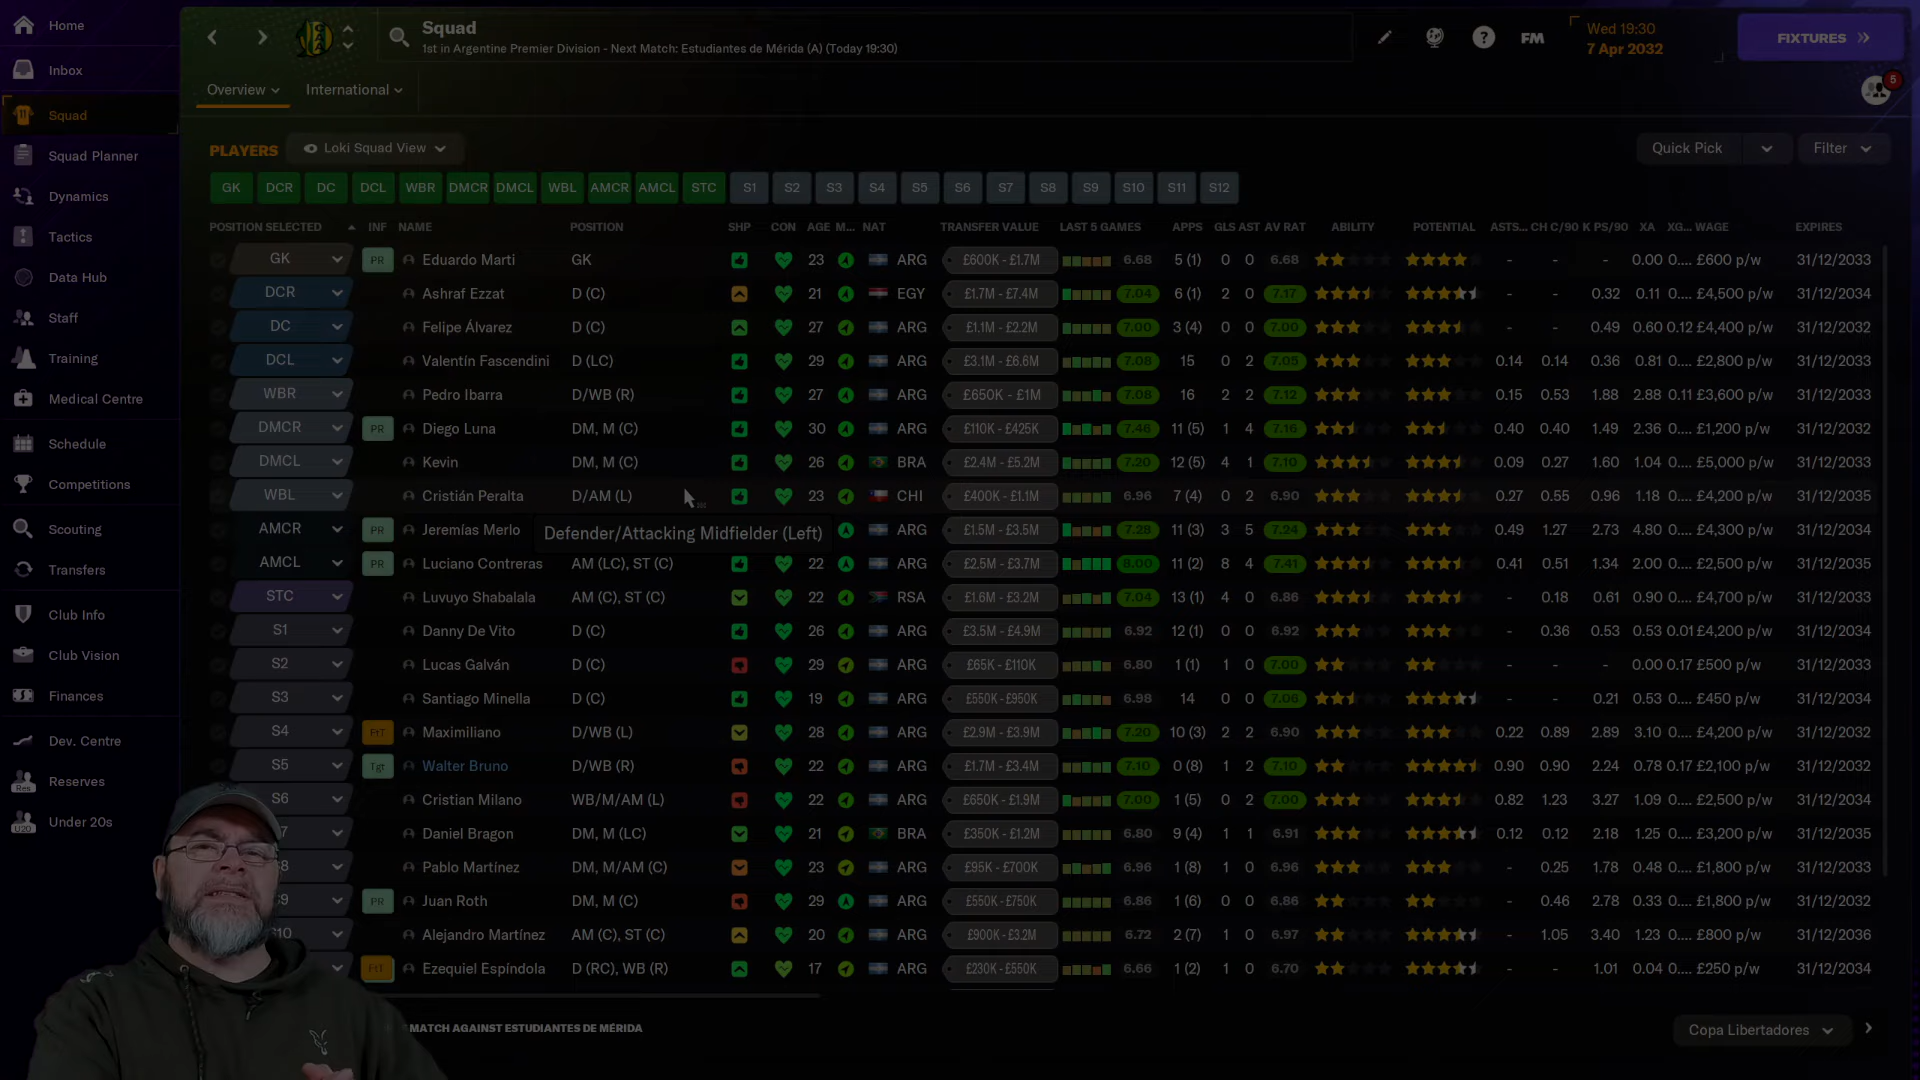 Home
Inbox
Squad
Squad Planner
Dynamics
Tactics
Data Hub
Staff
Training
Medical Centre
Schedule
Competitions
Scouting
Transfers
Club Info
Club Vision
Finances
Dev. Centre
Reserves
Under 20s
Squad
1st in Argentine Premier Division - Next Match: Estudiantes de Mérida (A) (Today 19:30)
FM
Wed 19:30
7 Apr 2032
FIXTURES
5
Overview International
PLAYERS Loki Squad View Quick Pick Filter
GK DCR DC DCL WBR DMCR DMCL WBL AMCR AMCL STC S1 S2 S3 S4 S5 S6 S7 S8 S9 S10 S11 S12
POSITION SELECTED INF NAME POSITION SHP CON AGE M... NAT TRANSFER VALUE LAST 5 GAMES APPS GLS AST AV RAT ABILITY POTENTIAL ASTS... CH C/90 K PS/90 XA XG... WAGE EXPIRES
GK PR Eduardo Marti GK 23 ARG £600K - £1.7M 6.68 5 (1) 0 0 6.68 - - - 0.00 0.... £600 p/w 31/12/2033
DCR Ashraf Ezzat D (C) 21 EGY £1.7M - £7.4M 7.04 6 (1) 2 0 7.17 - - 0.32 0.11 0.... £4,500 p/w 31/12/2034
DC Felipe Álvarez D (C) 27 ARG £1.1M - £2.2M 7.00 3 (4) 0 0 7.00 - - 0.49 0.60 0.12 £4,400 p/w 31/12/2032
DCL Valentín Fascendini D (LC) 29 ARG £3.1M - £6.6M 7.08 15 0 2 7.05 0.14 0.14 0.36 0.81 0.... £2,800 p/w 31/12/2033
WBR Pedro Ibarra D/WB (R) 27 ARG £650K - £1M 7.08 16 2 2 7.12 0.15 0.53 1.88 2.88 0.11 £3,600 p/w 31/12/2033
DMCR PR Diego Luna DM, M (C) 30 ARG £110K - £425K 7.46 11 (5) 1 4 7.16 0.40 0.40 1.49 2.36 0.... £1,200 p/w 31/12/2032
DMCL Kevin DM, M (C) 26 BRA £2.4M - £5.2M 7.20 12 (5) 4 1 7.10 0.09 0.27 1.60 1.04 0.... £5,000 p/w 31/12/2033
WBL Cristián Peralta D/AM (L) 23 CHI £400K - £1.1M 6.96 7 (4) 0 2 6.90 0.27 0.55 0.96 1.18 0.... £4,200 p/w 31/12/2035
AMCR PR Jeremías Merlo Defender/Attacking Midfielder (Left) ARG £1.5M - £3.5M 7.28 11 (3) 3 5 7.24 0.49 1.27 2.73 4.80 0.... £4,300 p/w 31/12/2034
AMCL PR Luciano Contreras AM (LC), ST (C) 22 ARG £2.5M - £3.7M 8.00 11 (2) 8 4 7.41 0.41 0.51 1.34 2.00 0.... £2,500 p/w 31/12/2035
STC Luvuyo Shabalala AM (C), ST (C) 22 RSA £1.6M - £3.2M 7.04 13 (1) 4 0 6.86 - 0.18 0.61 0.90 0.... £4,700 p/w 31/12/2033
S1 Danny De Vito D (C) 26 ARG £3.5M - £4.9M 6.92 12 (1) 0 0 6.92 - 0.36 0.53 0.53 0.01 £4,200 p/w 31/12/2034
S2 Lucas Galván D (C) 29 ARG £65K - £110K 6.80 1 (1) 1 0 7.00 - - - 0.00 0.17 £500 p/w 31/12/2033
S3 Santiago Minella D (C) 19 ARG £550K - £950K 6.98 14 0 0 7.06 - - 0.21 0.53 0.... £450 p/w 31/12/2034
S4 FtT Maximiliano D/WB (L) 28 ARG £2.9M - £3.9M 7.20 10 (3) 2 2 6.90 0.22 0.89 2.89 3.10 0.... £4,200 p/w 31/12/2032
S5 Tgt Walter Bruno D/WB (R) 22 ARG £1.7M - £3.4M 7.10 0 (8) 1 2 7.10 0.90 0.90 2.24 0.78 0.17 £2,100 p/w 31/12/2032
S6 Cristian Milano WB/M/AM (L) 22 ARG £650K - £1.9M 7.00 1 (5) 0 2 7.00 0.82 1.23 3.27 1.09 0.... £2,500 p/w 31/12/2034
7 Daniel Bragon DM, M (LC) 21 BRA £350K - £1.2M 6.80 9 (4) 1 1 6.91 0.12 0.12 2.18 1.25 0.... £3,200 p/w 31/12/2035
S8 Pablo Martínez DM, M/AM (C) 23 ARG £95K - £700K 6.96 1 (8) 1 0 6.96 - 0.25 1.78 0.48 0.... £1,800 p/w 31/12/2033
S9 PR Juan Roth DM, M (C) 29 ARG £550K - £750K 6.86 1 (6) 0 0 6.86 - 0.46 2.78 0.33 0.... £1,800 p/w 31/12/2032
S10 Alejandro Martínez AM (C), ST (C) 20 ARG £900K - £3.2M 6.72 2 (7) 1 0 6.97 - 1.05 3.40 1.23 0.... £800 p/w 31/12/2036
FtT Ezequiel Espíndola D (RC), WB (R) 17 ARG £230K - £550K 6.66 1 (2) 1 0 6.70 - - 1.01 0.04 0.... £250 p/w 31/12/2034
MATCH AGAINST ESTUDIANTES DE MÉRIDA
Copa Libertadores